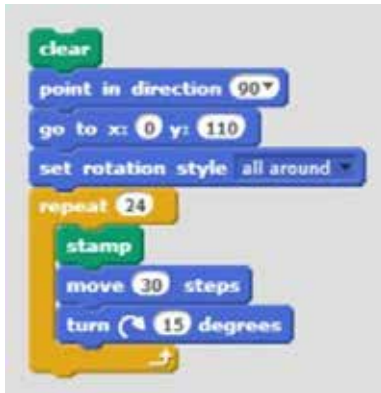 clear
point in direction 90
go to x: 0 y: 110
set rotation style all around
repeat 24
stamp
move 30 steps
turn 15 degrees